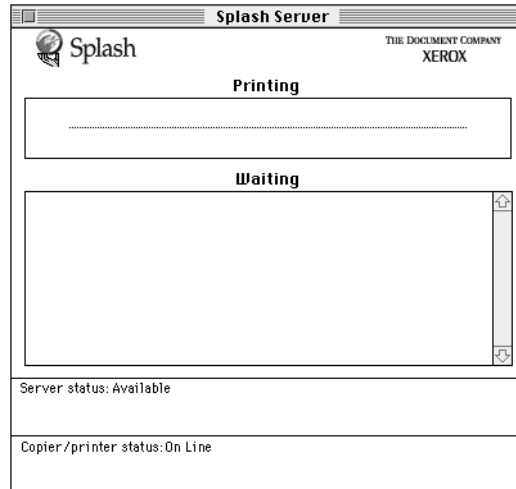 Splash Server
Splash
THE DOCUMENT COMPANY
XEROX
Printing
Waiting
Server status: Available
Copier/printer status: On Line